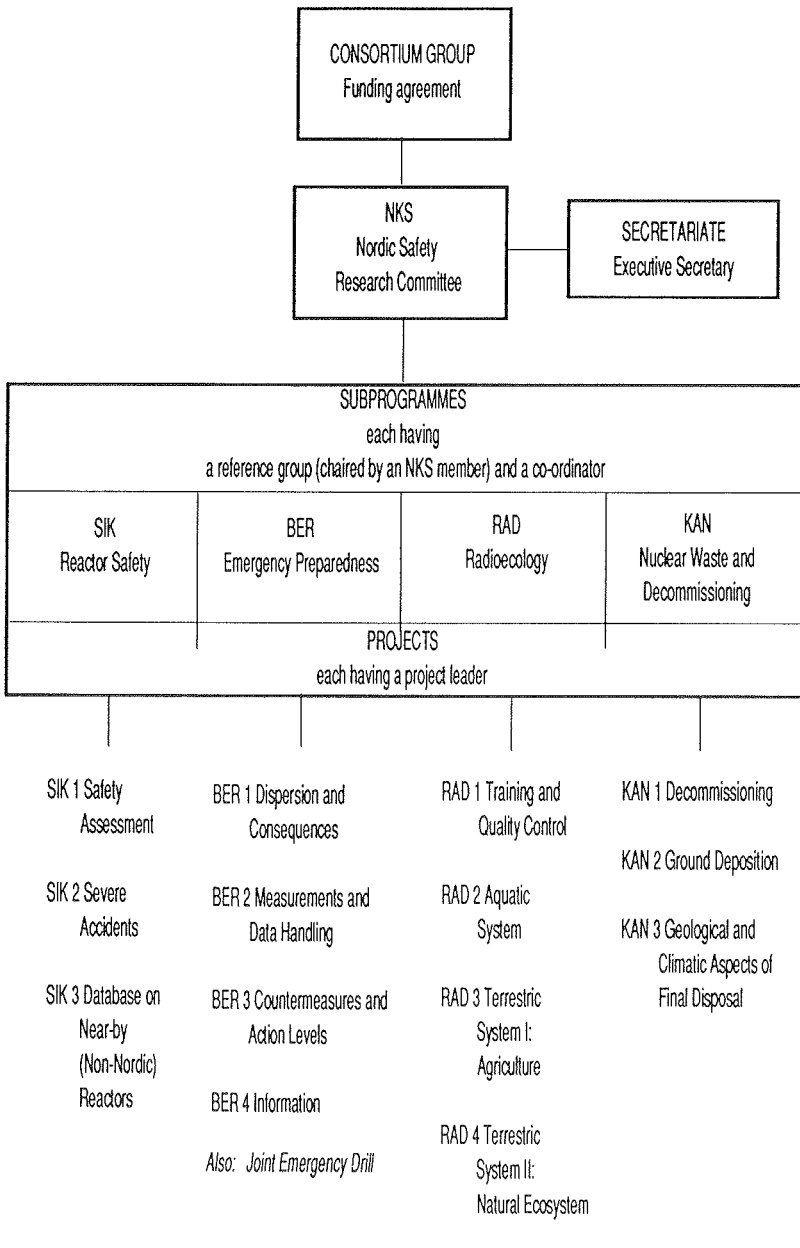 CONSORTIUM GROUP
Funding agreement
NKS
Nordic Safety
Research Committee
SECRETARIATE
Executive Secretary
SUBPROGRAMMES
each having
a reference group (chaired by an NKS member) and a co-ordinator
SIK
Reactor Safety
BER
Emergency Preparedness
RAD
Radioecology
KAN
Nuclear Waste and
Decommissioning
PROJECTS
each having a project leader
SIK 1 Safety
Assessment
SIK 2 Severe
Accidents
SIK 3 Database on
Near-by
(Non-Nordic)
Reactors
BER 1 Dispersion and
Consequences
BER 2 Measurements and
Data Handling
BER 3 Countermeasures and
Action Levels
BER 4 Information
Also: Joint Emergency Drill
RAD 1 Training and
Quality Control
RAD 2 Aquatic
System
RAD 3 Terrestric
System I:
Agriculture
RAD 4 Terrestric
System II:
Natural Ecosystem
KAN 1 Decommissioning
KAN 2 Ground Deposition
KAN 3 Geological and
Climatic Aspects of
Final Disposal